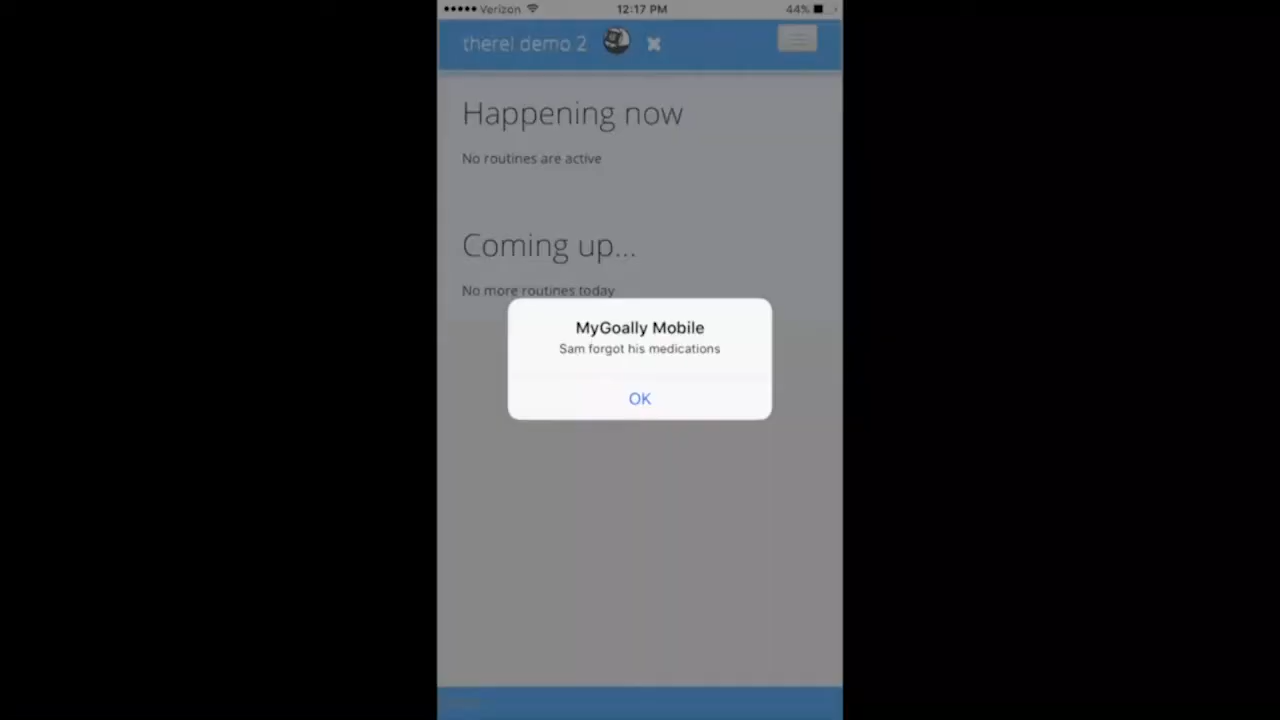 Verizon 12:17 PM 44%
there! demo 2
Happening now
No routines are active
Coming up...
No more routines today
MyGoally Mobile
Sam forgot his medications
OK